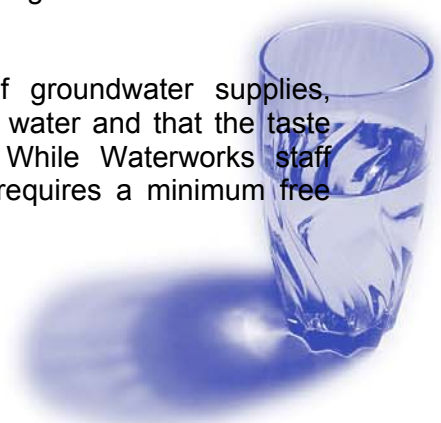 f groundwater supplies,
water and that the taste
While Waterworks staff
requires a minimum free